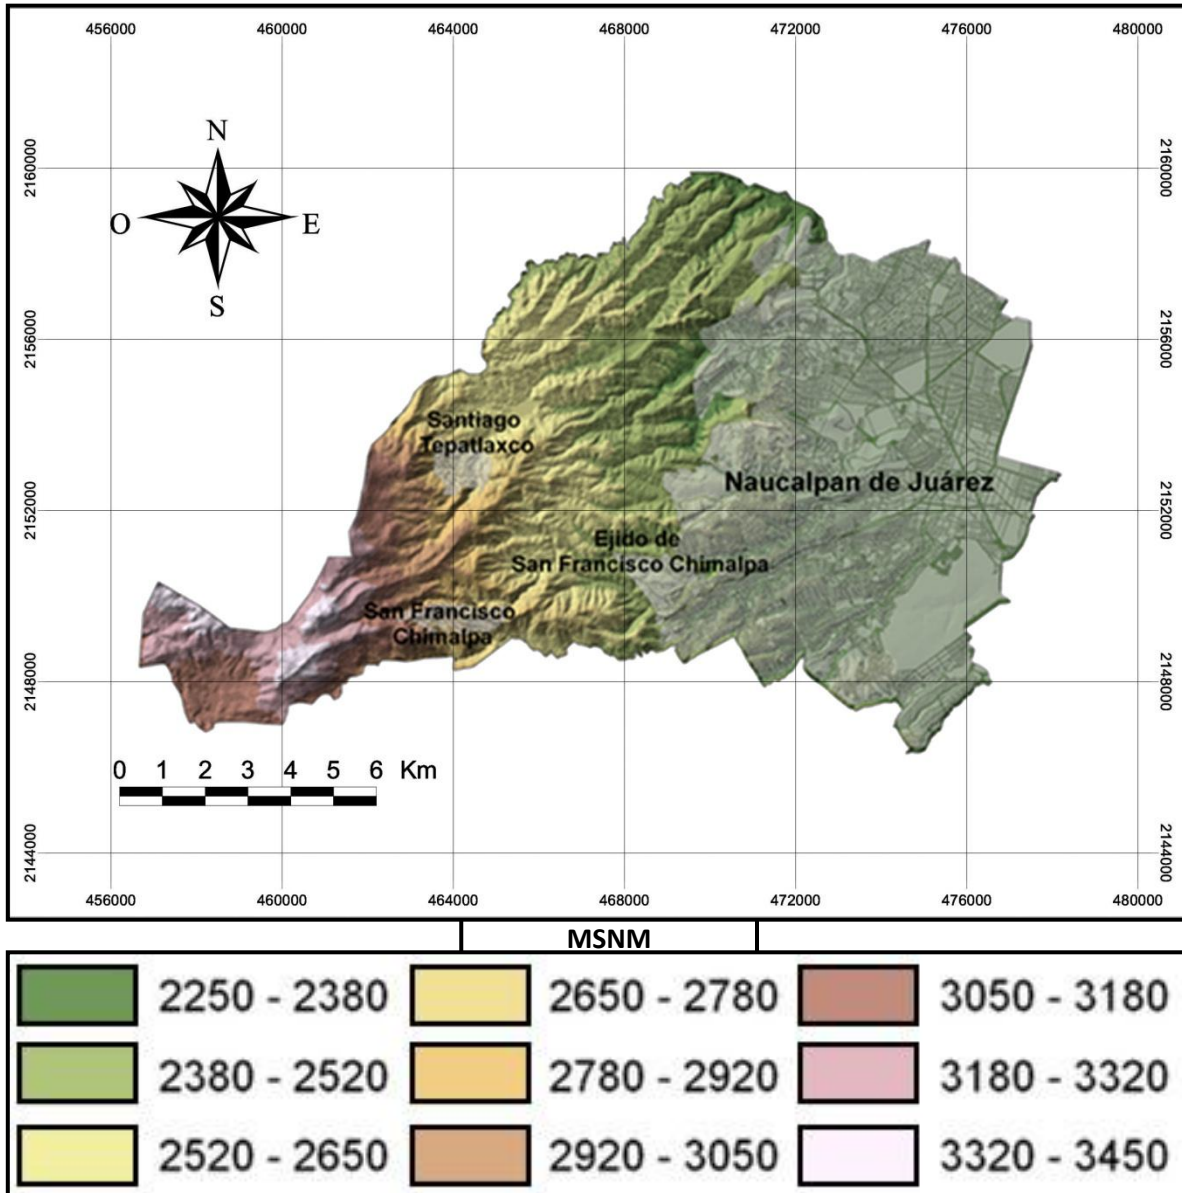 456000 460000 464000 468000 472000 476000 480000
2160000 2160000
N
O E
S
2156000 2156000
Santiago
Tepatlaxco
Naucalpan de Juárez
2152000 2152000
Ejido de
San Francisco Chimalpa
San Francisco
Chimalpa
2148000 2148000
0 1 2 3 4 5 6 Km
2144000 2144000
456000 460000 464000 468000 472000 476000 480000
MSNM
2250 - 2380 2650 - 2780 3050 - 3180
2380 - 2520 2780 - 2920 3180 - 3320
2520 - 2650 2920 - 3050 3320 - 3450